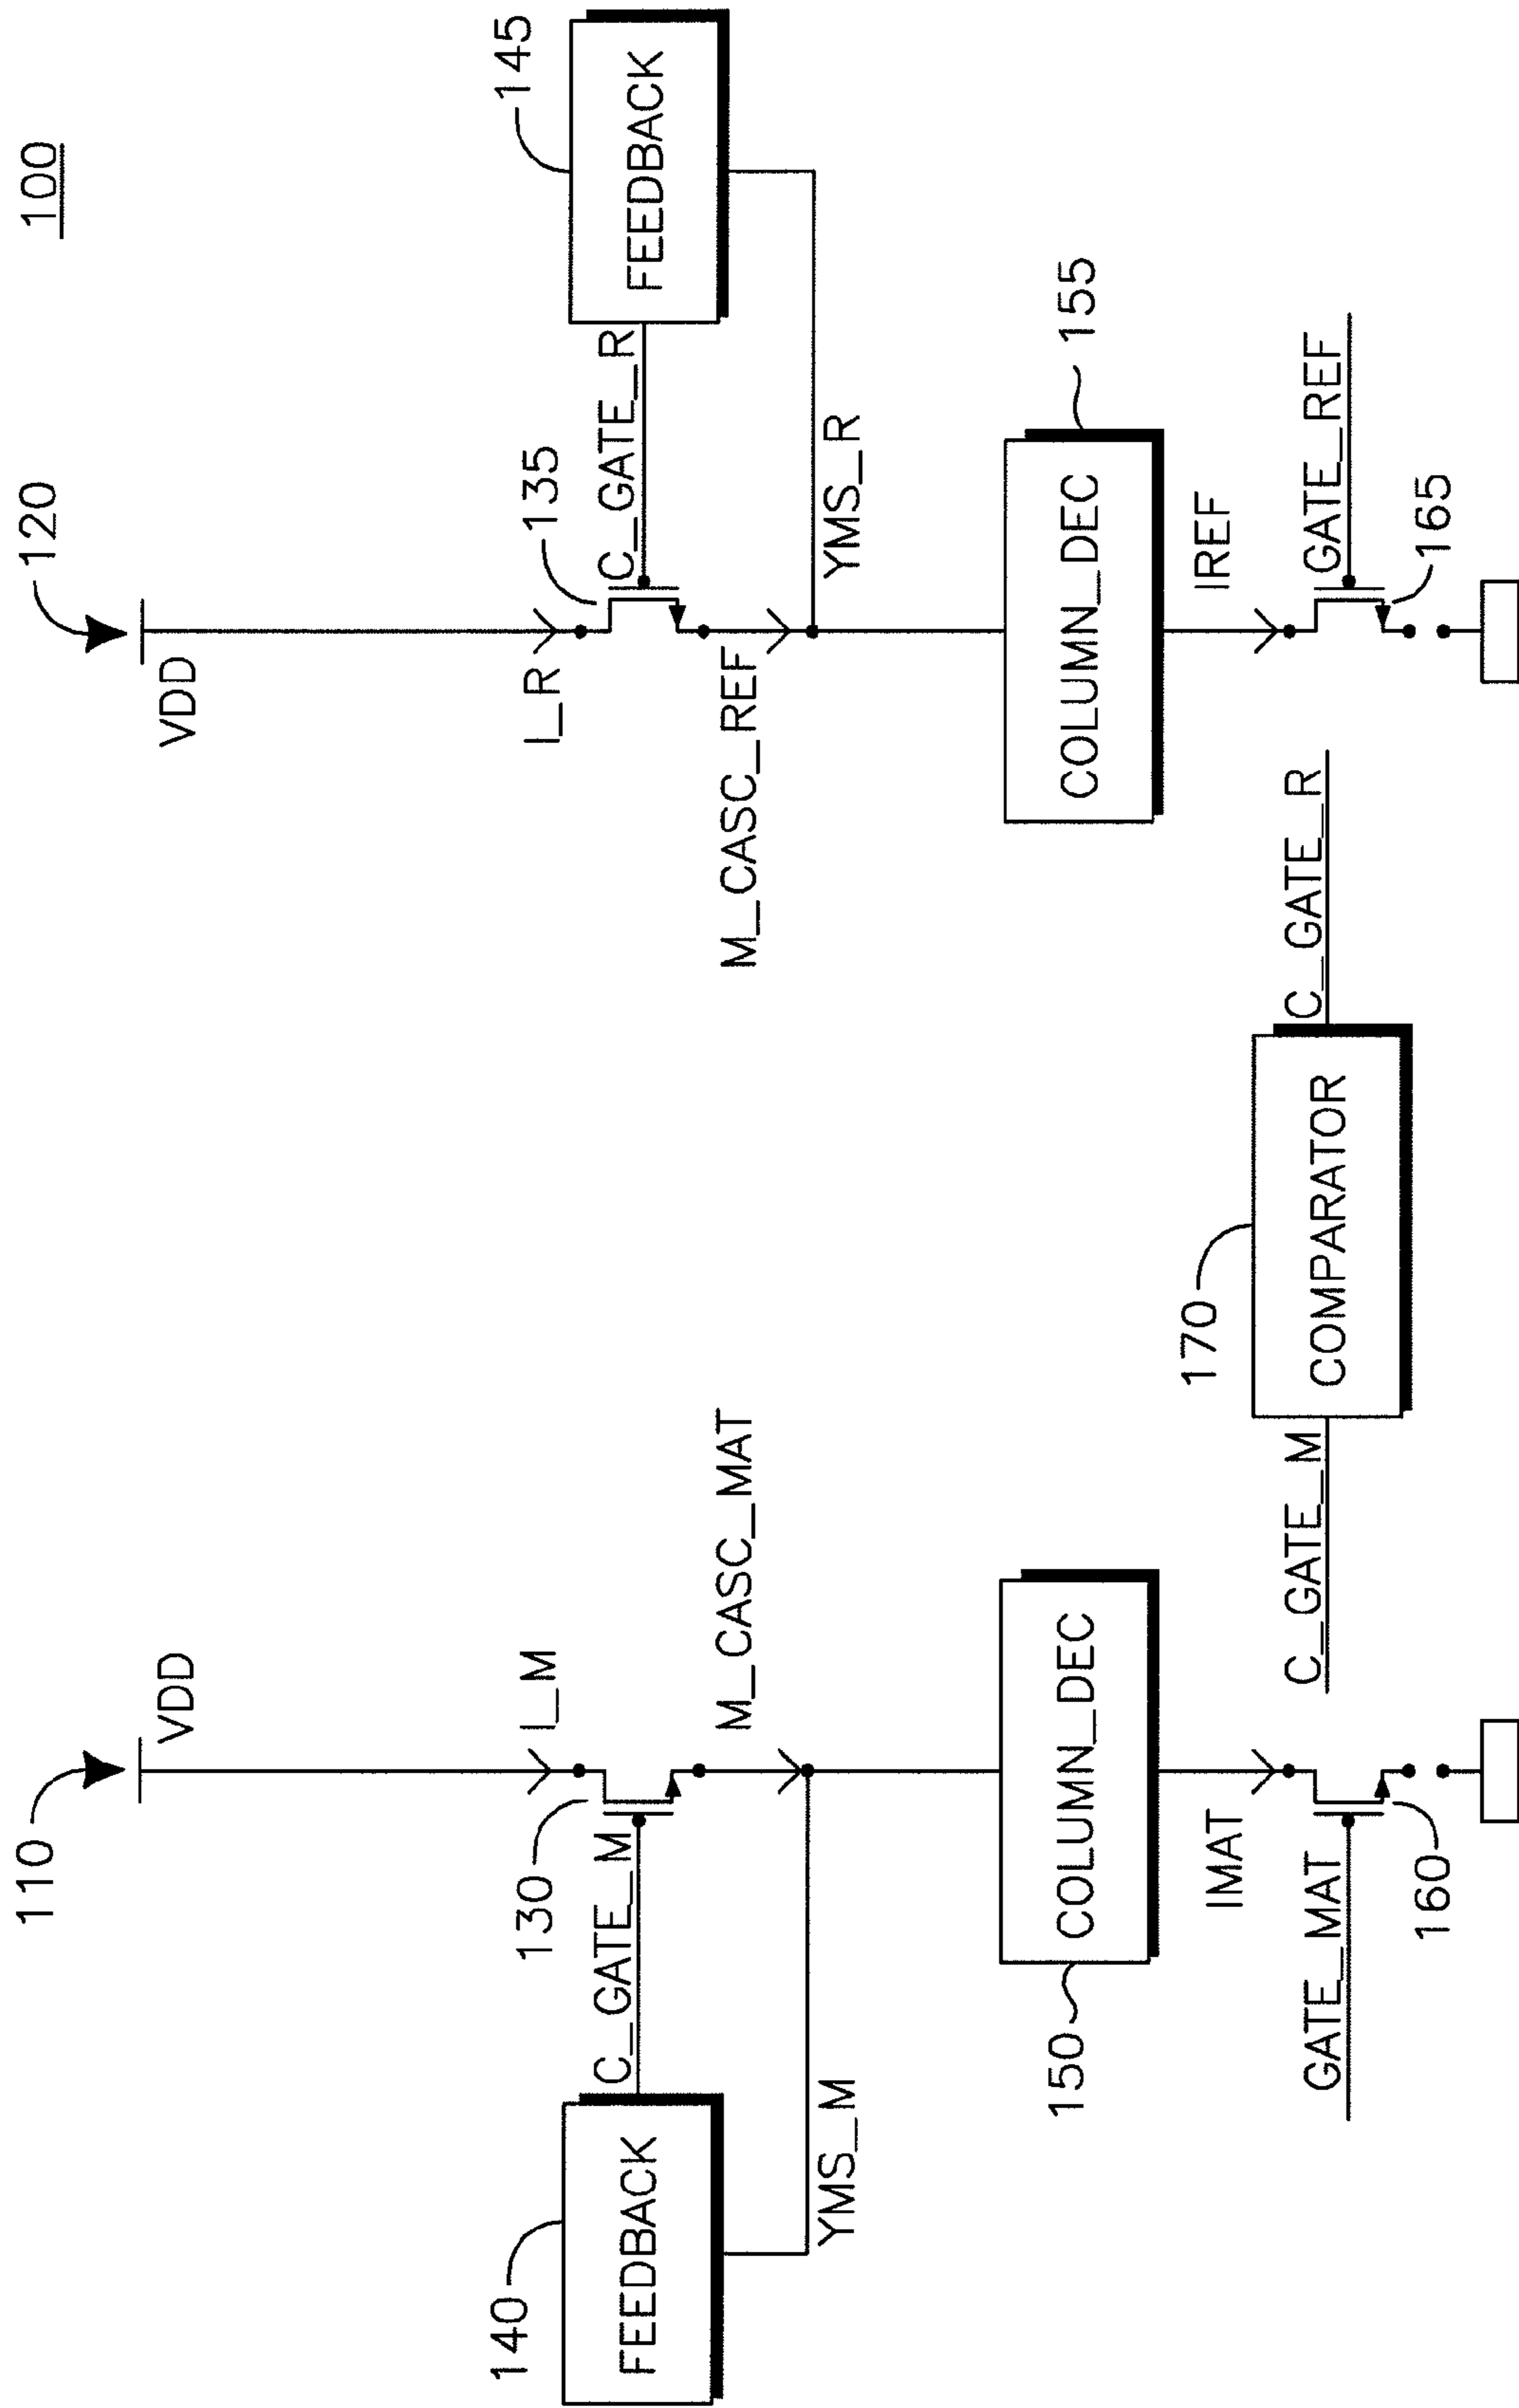 100
110
120
VDD
VDD
I_M
I_R
140
FEEDBACK
C_GATE_M
130
135
C_GATE_R
FEEDBACK
145
M_CASC_MAT
M_CASC_REF
YMS_M
YMS_R
150
COLUMN_DEC
COLUMN_DEC
155
IMAT
IREF
170
C_GATE_M
COMPARATOR
C_GATE_R
GATE_MAT
GATE_REF
160
165